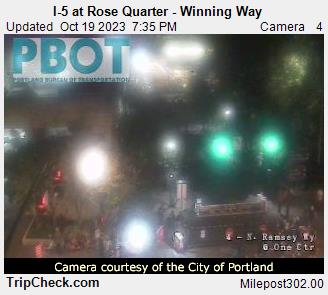 I-5 at Rose Quarter - Winning Way
Updated Oct 19 2023 7:35 PM Camera 4
PBOT
PORTLAND BUREAU OF TRANSPORTATION
4 - N. Ramsey Wy
@ One Ctr
Camera courtesy of the City of Portland
TripCheck.com Milepost302.00